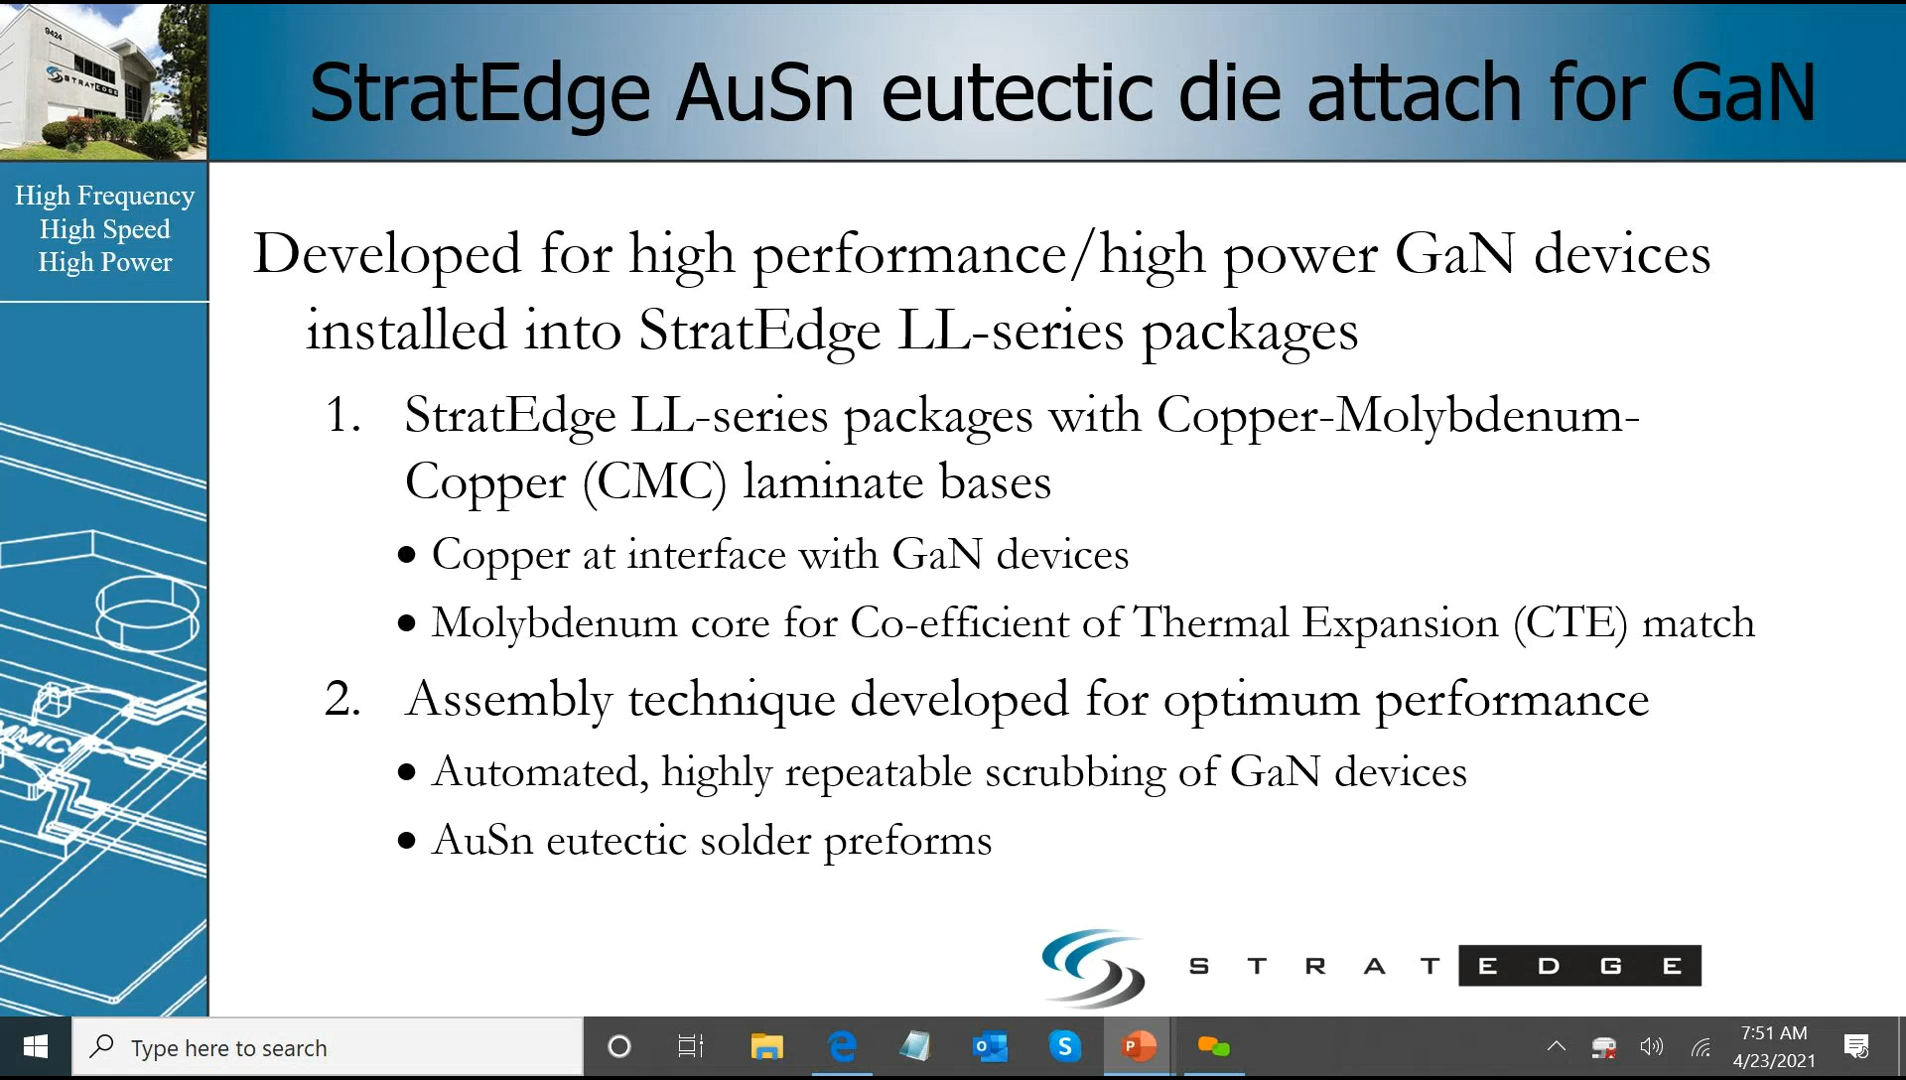 9424
STRATEDGE
StratEdge AuSn eutectic die attach for GaN
High Frequency
High Speed
High Power
Developed for high performance/high power GaN devices
installed into StratEdge LL-series packages
1. StratEdge LL-series packages with Copper-Molybdenum-
Copper (CMC) laminate bases
• Copper at interface with GaN devices
• Molybdenum core for Co-efficient of Thermal Expansion (CTE) match
2. Assembly technique developed for optimum performance
• Automated, highly repeatable scrubbing of GaN devices
• AuSn eutectic solder preforms
MMIC
STRATEDGE
Type here to search
7:51 AM
4/23/2021